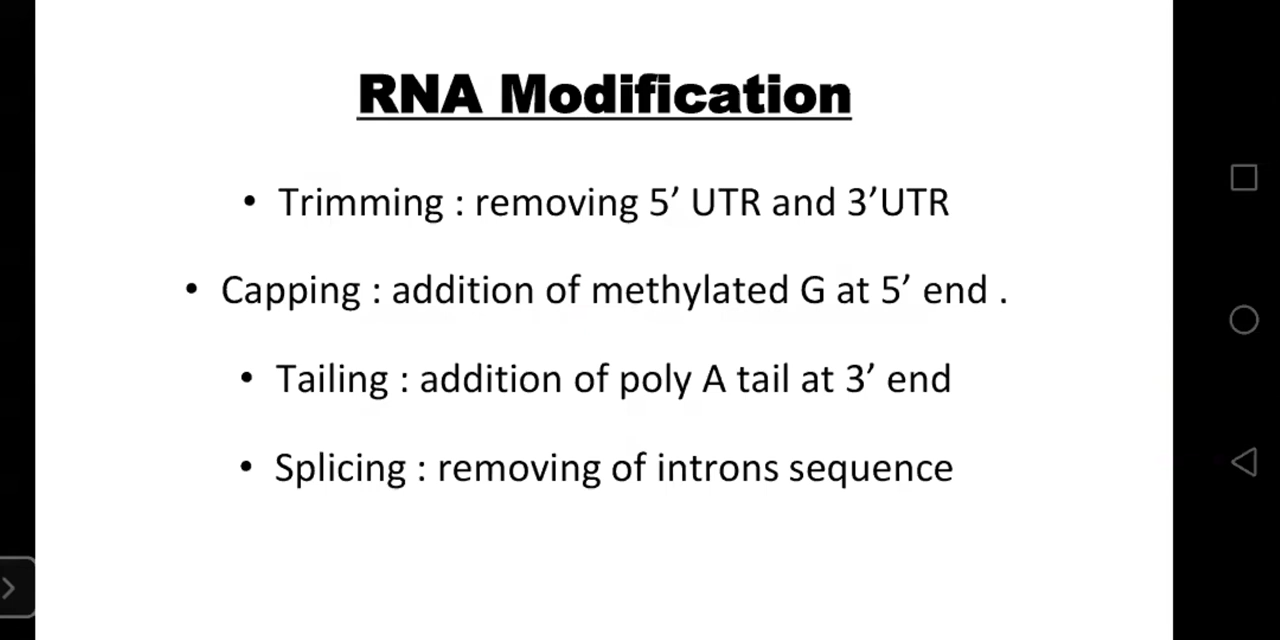 RNA Modification
• Trimming : removing 5’ UTR and 3’UTR
• Capping : addition of methylated G at 5’ end .
• Tailing : addition of poly A tail at 3’ end
• Splicing : removing of introns sequence